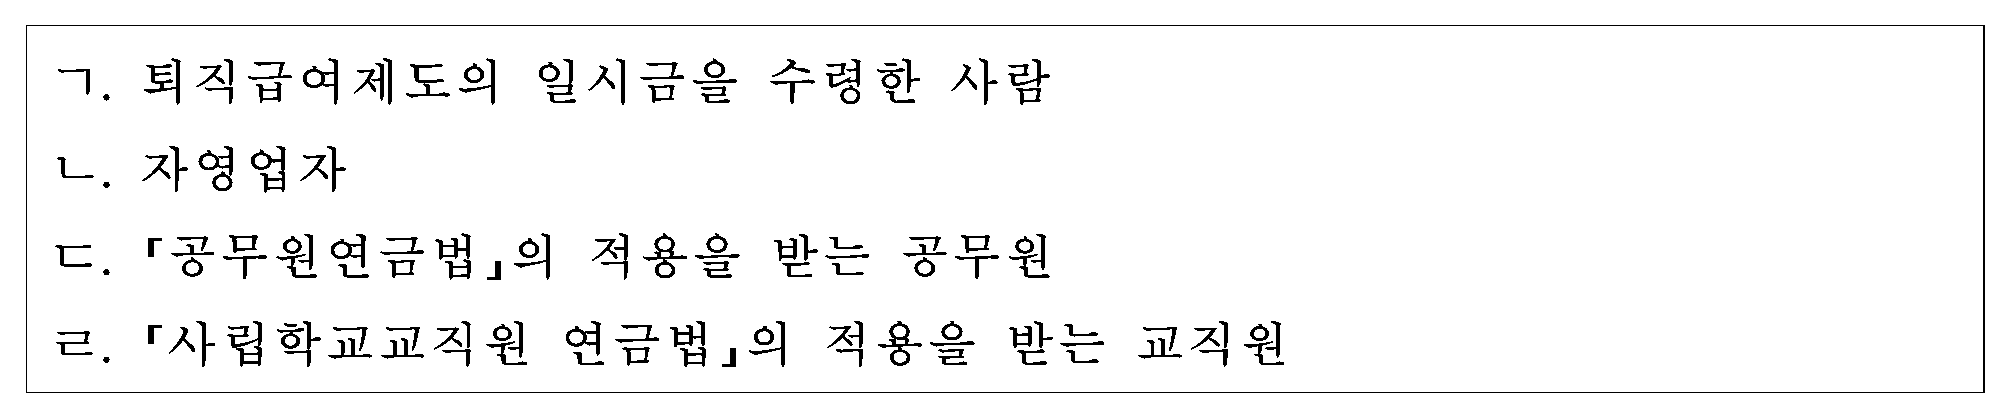 ㄱ. 퇴직급여제도의 일시금을 수령한 사람
ㄴ. 자영업자
ㄷ. 「공무원연금법」의 적용을 받는 공무원
ㄹ. 「사립학교교직원 연금법」의 적용을 받는 교직원